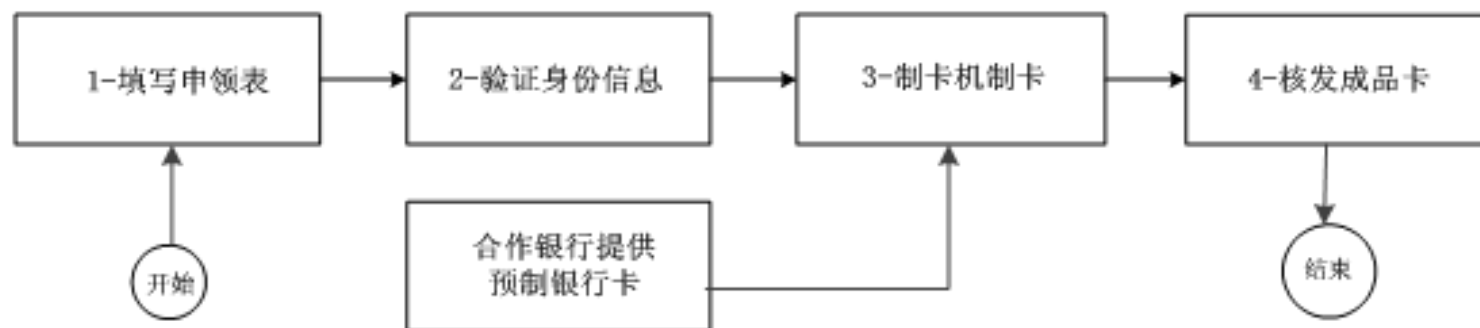 1-填写申领表
2-验证身份信息
3-制卡机制卡
4-核发成品卡
合作银行提供
预制银行卡
开始
结束